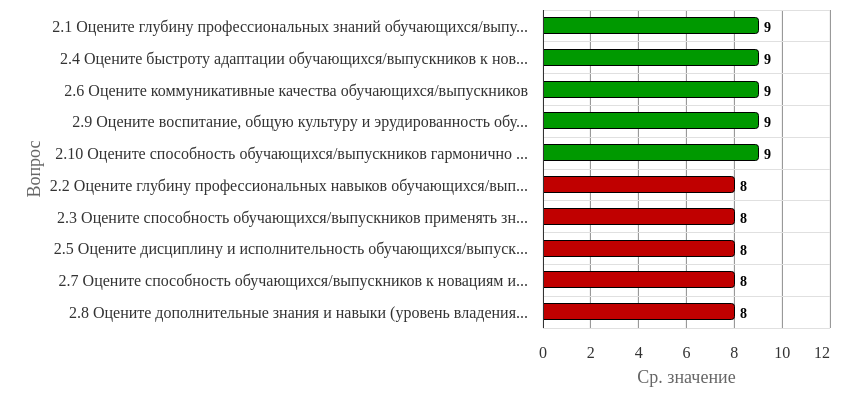 2.1 Оцените глубину профессиональных знаний обучающихся/выпу... 9
2.4 Оцените быстроту адаптации обучающихся/выпускников к нов... 9
2.6 Оцените коммуникативные качества обучающихся/выпускников 9
2.9 Оцените воспитание, общую культуру и эрудированность обу... 9
2.10 Оцените способность обучающихся/выпускников гармонично ... 9
2.2 Оцените глубину профессиональных навыков обучающихся/вып... 8
2.3 Оцените способность обучающихся/выпускников применять зн... 8
2.5 Оцените дисциплину и исполнительность обучающихся/выпуск... 8
2.7 Оцените способность обучающихся/выпускников к новациям и... 8
2.8 Оцените дополнительные знания и навыки (уровень владения... 8
Вопрос
0 2 4 6 8 10 12
Ср. значение